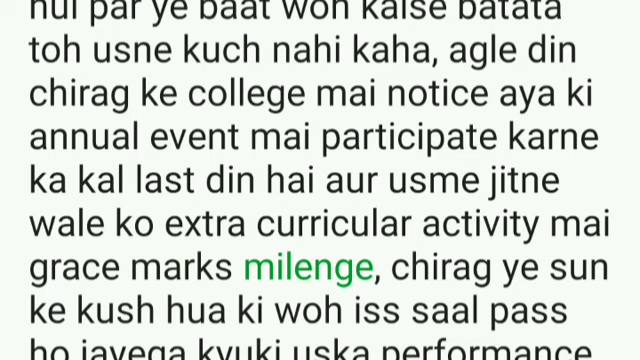 hui par ye baat woh kaise batata
toh usne kuch nahi kaha, agle din
chirag ke college mai notice aya ki
annual event mai participate karne
ka kal last din hai aur usme jitne
wale ko extra curricular activity mai
grace marks milenge, chirag ye sun
ke kush hua ki woh iss saal pass
ho jayega kyuki uska performance